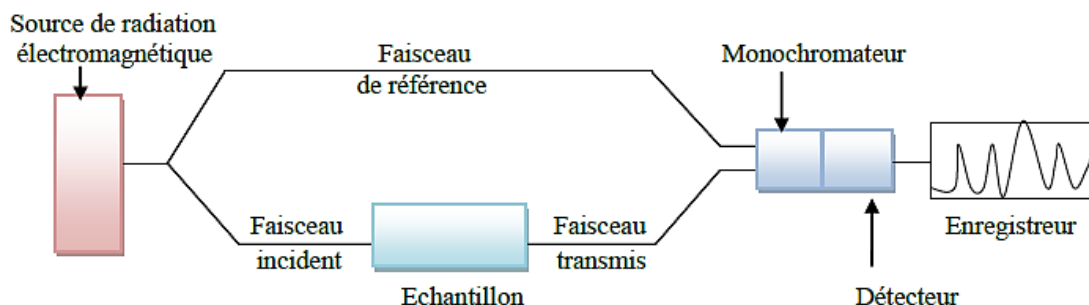 Source de radiation
électromagnétique
Faisceau
de référence
Monochromateur
Faisceau
incident
Faisceau
transmis
Echantillon
Enregistreur
Détecteur